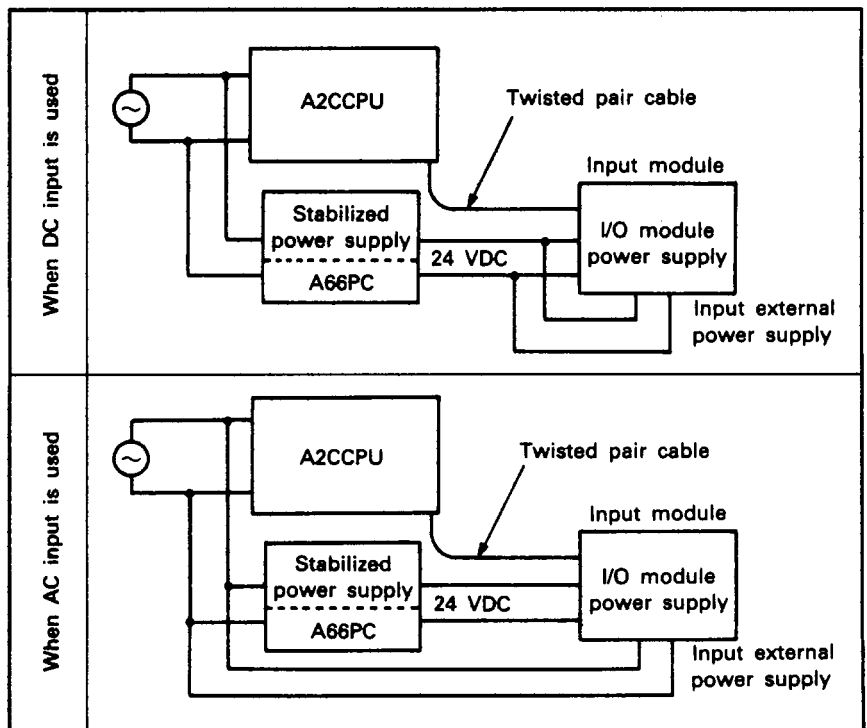 When DC input is used
A2CCPU
Twisted pair cable
Input module
Stabilized
power supply
A66PC
24 VDC
I/O module
power supply
Input external
power supply
When AC input is used
A2CCPU
Twisted pair cable
Input module
Stabilized
power supply
A66PC
24 VDC
I/O module
power supply
Input external
power supply